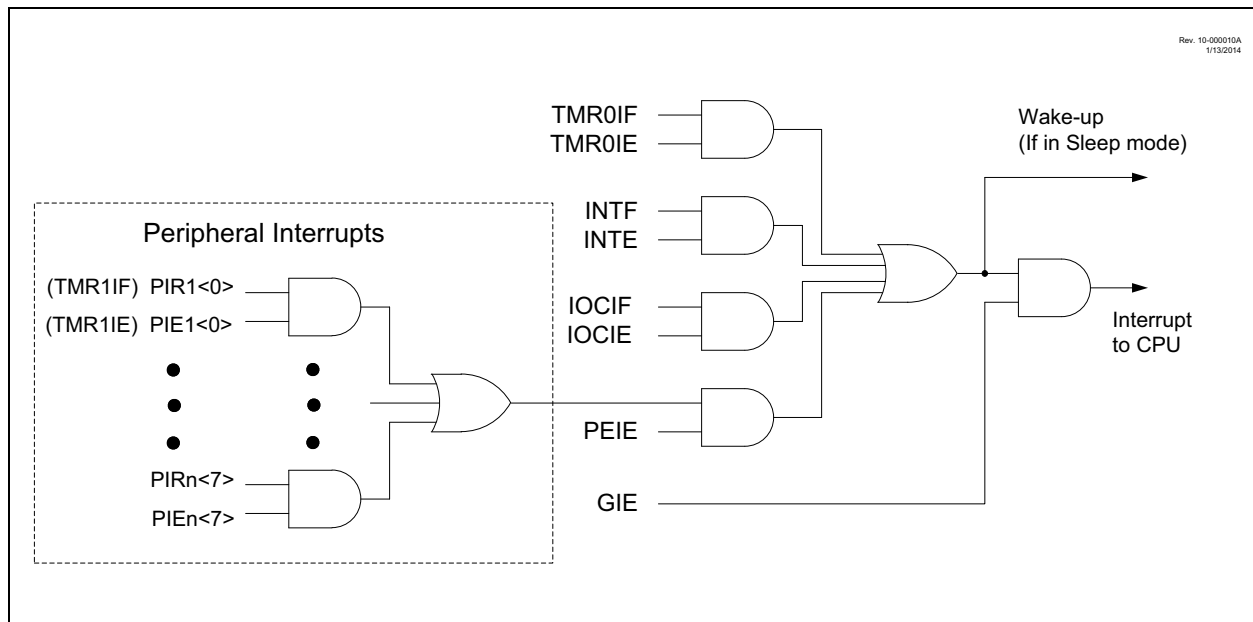 Rev. 10-000010A
1/13/2014
TMR0IF
TMR0IE
Wake-up
(If in Sleep mode)
INTF
INTE
Peripheral Interrupts
(TMR1IF) PIR1<0>
(TMR1IE) PIE1<0>
IOCIF
IOCIE
Interrupt
to CPU
PEIE
PIRn<7>
PIEn<7>
GIE